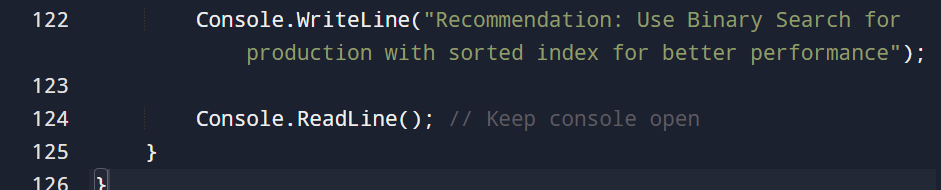 122 Console.WriteLine("Recommendation: Use Binary Search for
production with sorted index for better performance");
123
124 Console.ReadLine(); // Keep console open
125 }
126 }